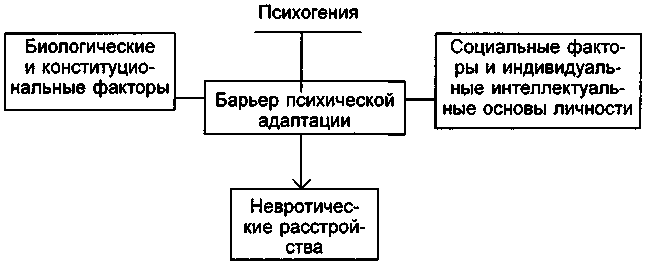 Психогения
Биологические
и конституцио-
нальные факторы
Социальные факто-
ры и индивидуаль-
ные интеллектуаль-
ные основы личности
Барьер психической
адаптации
Невротичес-
кие расстрой-
ства